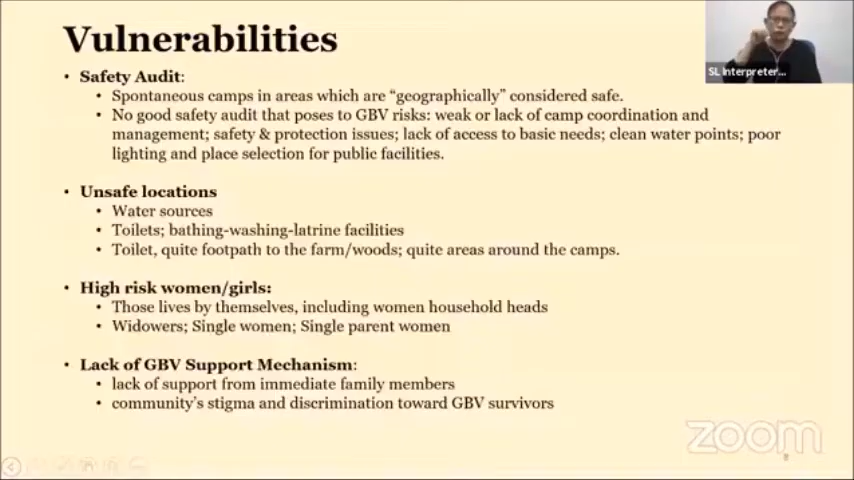 Vulnerabilities
SL Interpreter...
• Safety Audit:
• Spontaneous camps in areas which are “geographically” considered safe.
• No good safety audit that poses to GBV risks: weak or lack of camp coordination and
management; safety & protection issues; lack of access to basic needs; clean water points; poor
lighting and place selection for public facilities.
• Unsafe locations
• Water sources
• Toilets; bathing-washing-latrine facilities
• Toilet, quite footpath to the farm/woods; quite areas around the camps.
• High risk women/girls:
• Those lives by themselves, including women household heads
• Widowers; Single women; Single parent women
• Lack of GBV Support Mechanism:
• lack of support from immediate family members
• community’s stigma and discrimination toward GBV survivors
zoom